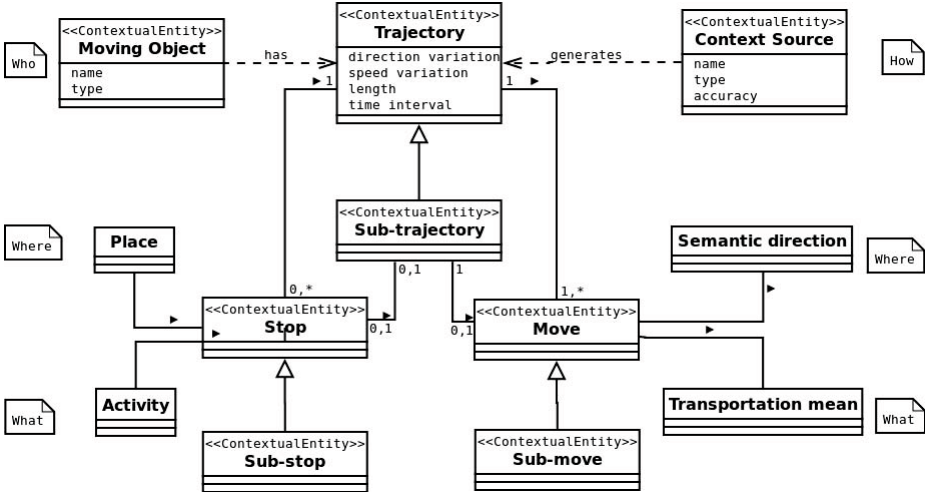 <<ContextualEntity>>
Moving Object
name
type
Who
has
<<ContextualEntity>>
Trajectory
direction variation
speed variation
length
time interval
generates
<<ContextualEntity>>
Context Source
name
type
accuracy
How
1
1
<<ContextualEntity>>
Sub-trajectory
Where
Place
Semantic direction
Where
0,1
1
0,*
1,*
<<ContextualEntity>>
Stop
0,1
0,1
<<ContextualEntity>>
Move
What
Activity
Transportation mean
What
<<ContextualEntity>>
Sub-stop
<<ContextualEntity>>
Sub-move